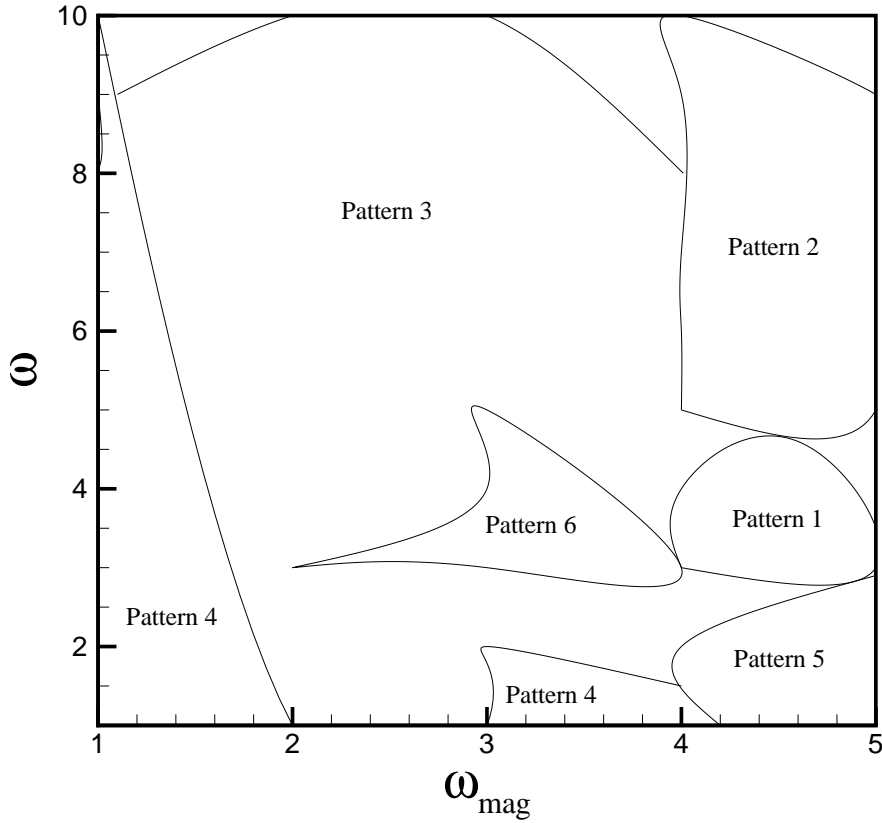 10
8
Pattern 3
Pattern 2
6
ω
4
Pattern 6
Pattern 1
Pattern 4
2
Pattern 5
Pattern 4
1
2
3
4
5
ωmag